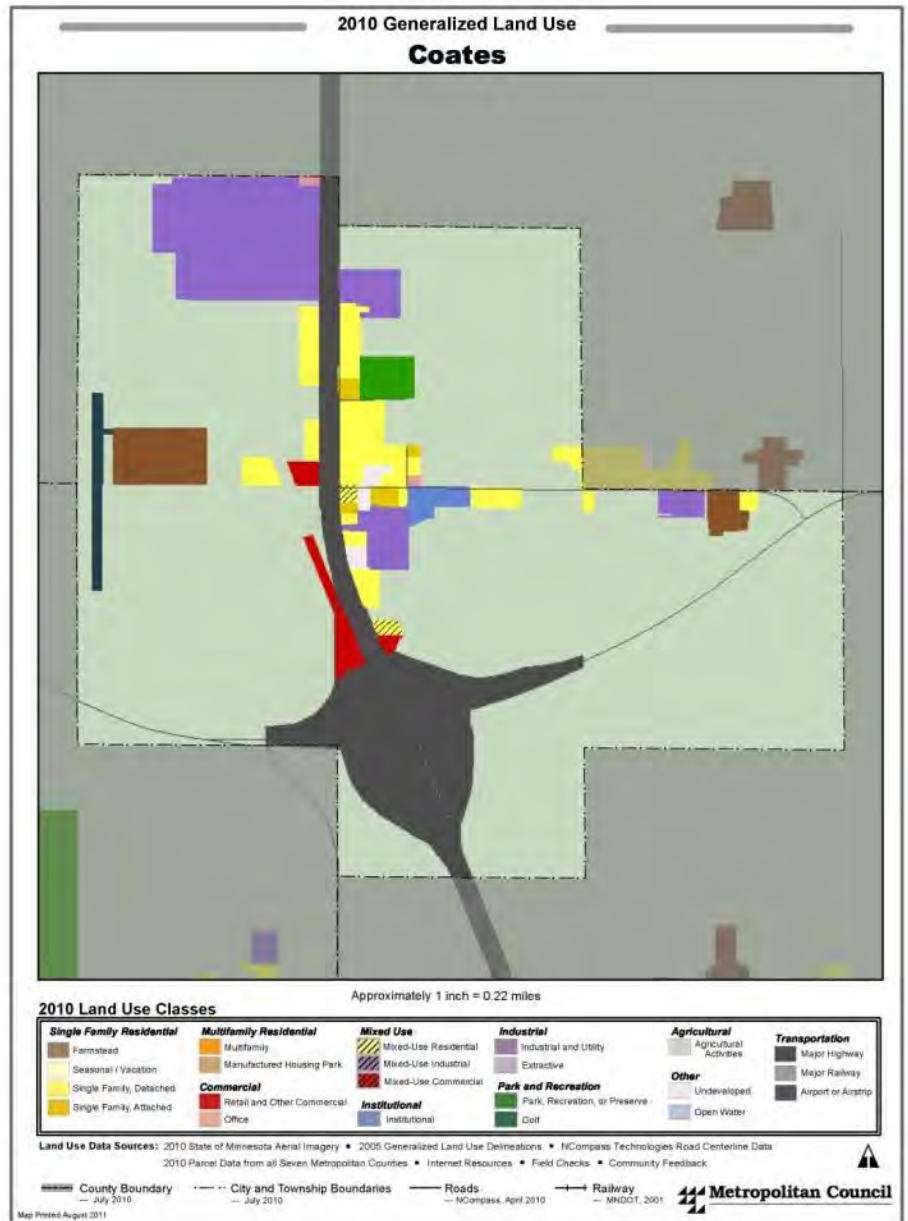 2010 Generalized Land Use
Coates
Approximately 1 inch = 0.22 miles
2010 Land Use Classes
Single Family Residential
Farmstead
Seasonal / Vacation
Single Family, Detached
Single Family, Attached
Multifamily Residential
Multifamily
Manufactured Housing Park
Commercial
Retail and Other Commercial
Office
Mixed Use
Mixed-Use Residential
Mixed-Use Industrial
Mixed-Use Commercial
Institutional
Institutional
Industrial
Industrial and Utility
Extractive
Park and Recreation
Park, Recreation, or Preserve
Golf
Agricultural
Agricultural
Activities
Other
Undeveloped
Open Water
Transportation
Major Highway
Major Railway
Airport or Airstrip
Land Use Data Sources: 2010 State of Minnesota Aerial Imagery • 2005 Generalized Land Use Delineations • NCompass Technologies Road Centerline Data
2010 Parcel Data from all Seven Metropolitan Counties • Internet Resources • Field Checks • Community Feedback
County Boundary
--- July 2010
City and Township Boundaries
--- July 2010
Roads
--- NCompass, April 2010
Railway
--- MNDOT, 2001
Metropolitan Council
Map Printed August 2011